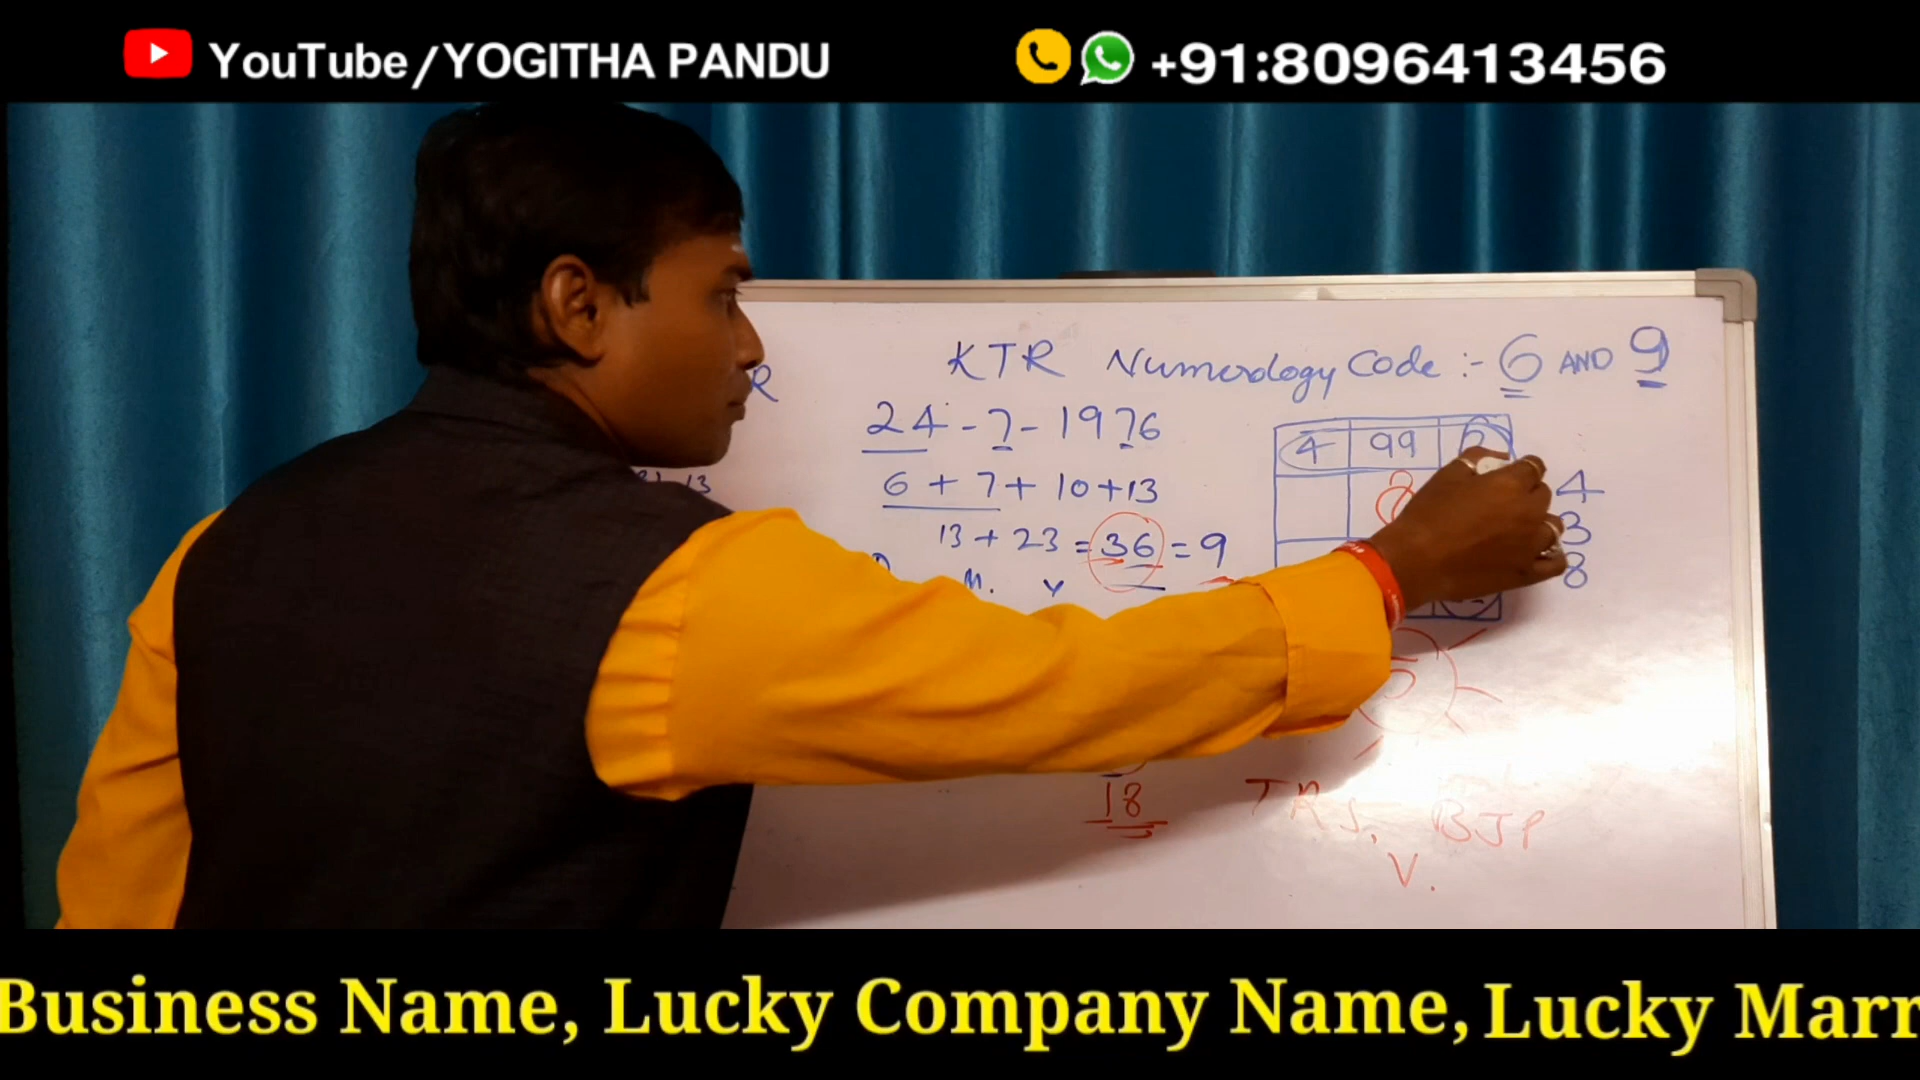 YouTube/YOGITHA PANDU
+91:8096413456
KTR Numerology Code :- 6 AND 9
R
24 - 7 - 1976
6 + 7 + 10 + 13
13 + 23 = 36 = 9
M. Y
4 99 2
4
3
8
18
TRS. BJP
V.
Business Name, Lucky Company Name, Lucky Marr